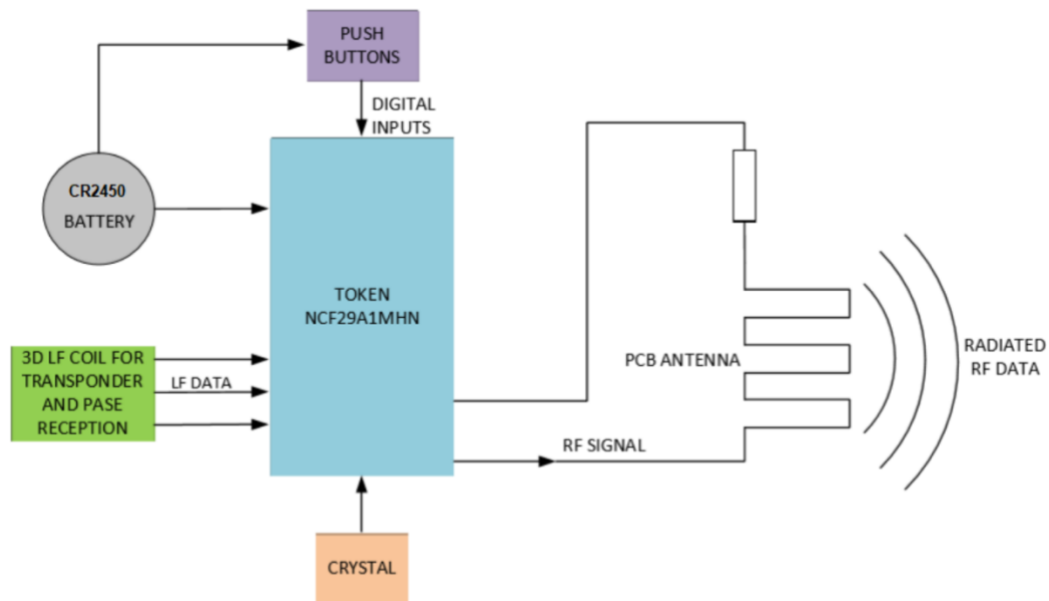 PUSH
BUTTONS
DIGITAL
INPUTS
CR2450
BATTERY
TOKEN
NCF29A1MHN
3D LF COIL FOR
TRANSPONDER
AND PASE
RECEPTION
LF DATA
PCB ANTENNA
RADIATED
RF DATA
RF SIGNAL
CRYSTAL